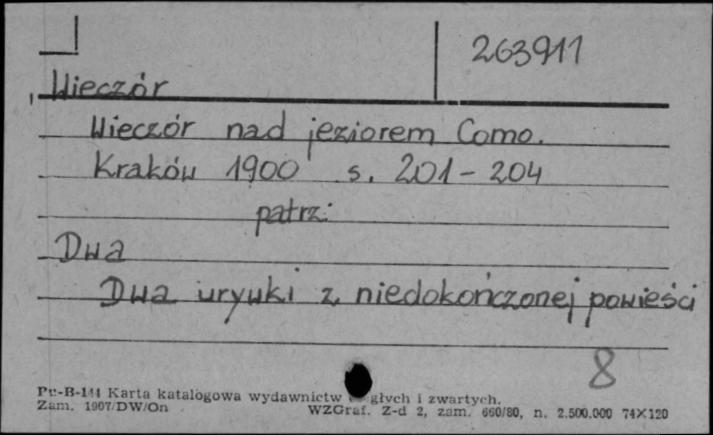 263911
Wieczór
Wieczór nad jeziorem Como.
Kraków 1900 s. 201-204
patrz:
Dwa
Dwa urywki z niedokończonej powieści
8
Pu-B-144 Karta katalogowa wydawnictw głych i zwartych.
Zam. 1907/DW/On WZGraf. Z-d 2, zam. 660/80, n. 2.500.000 74×120